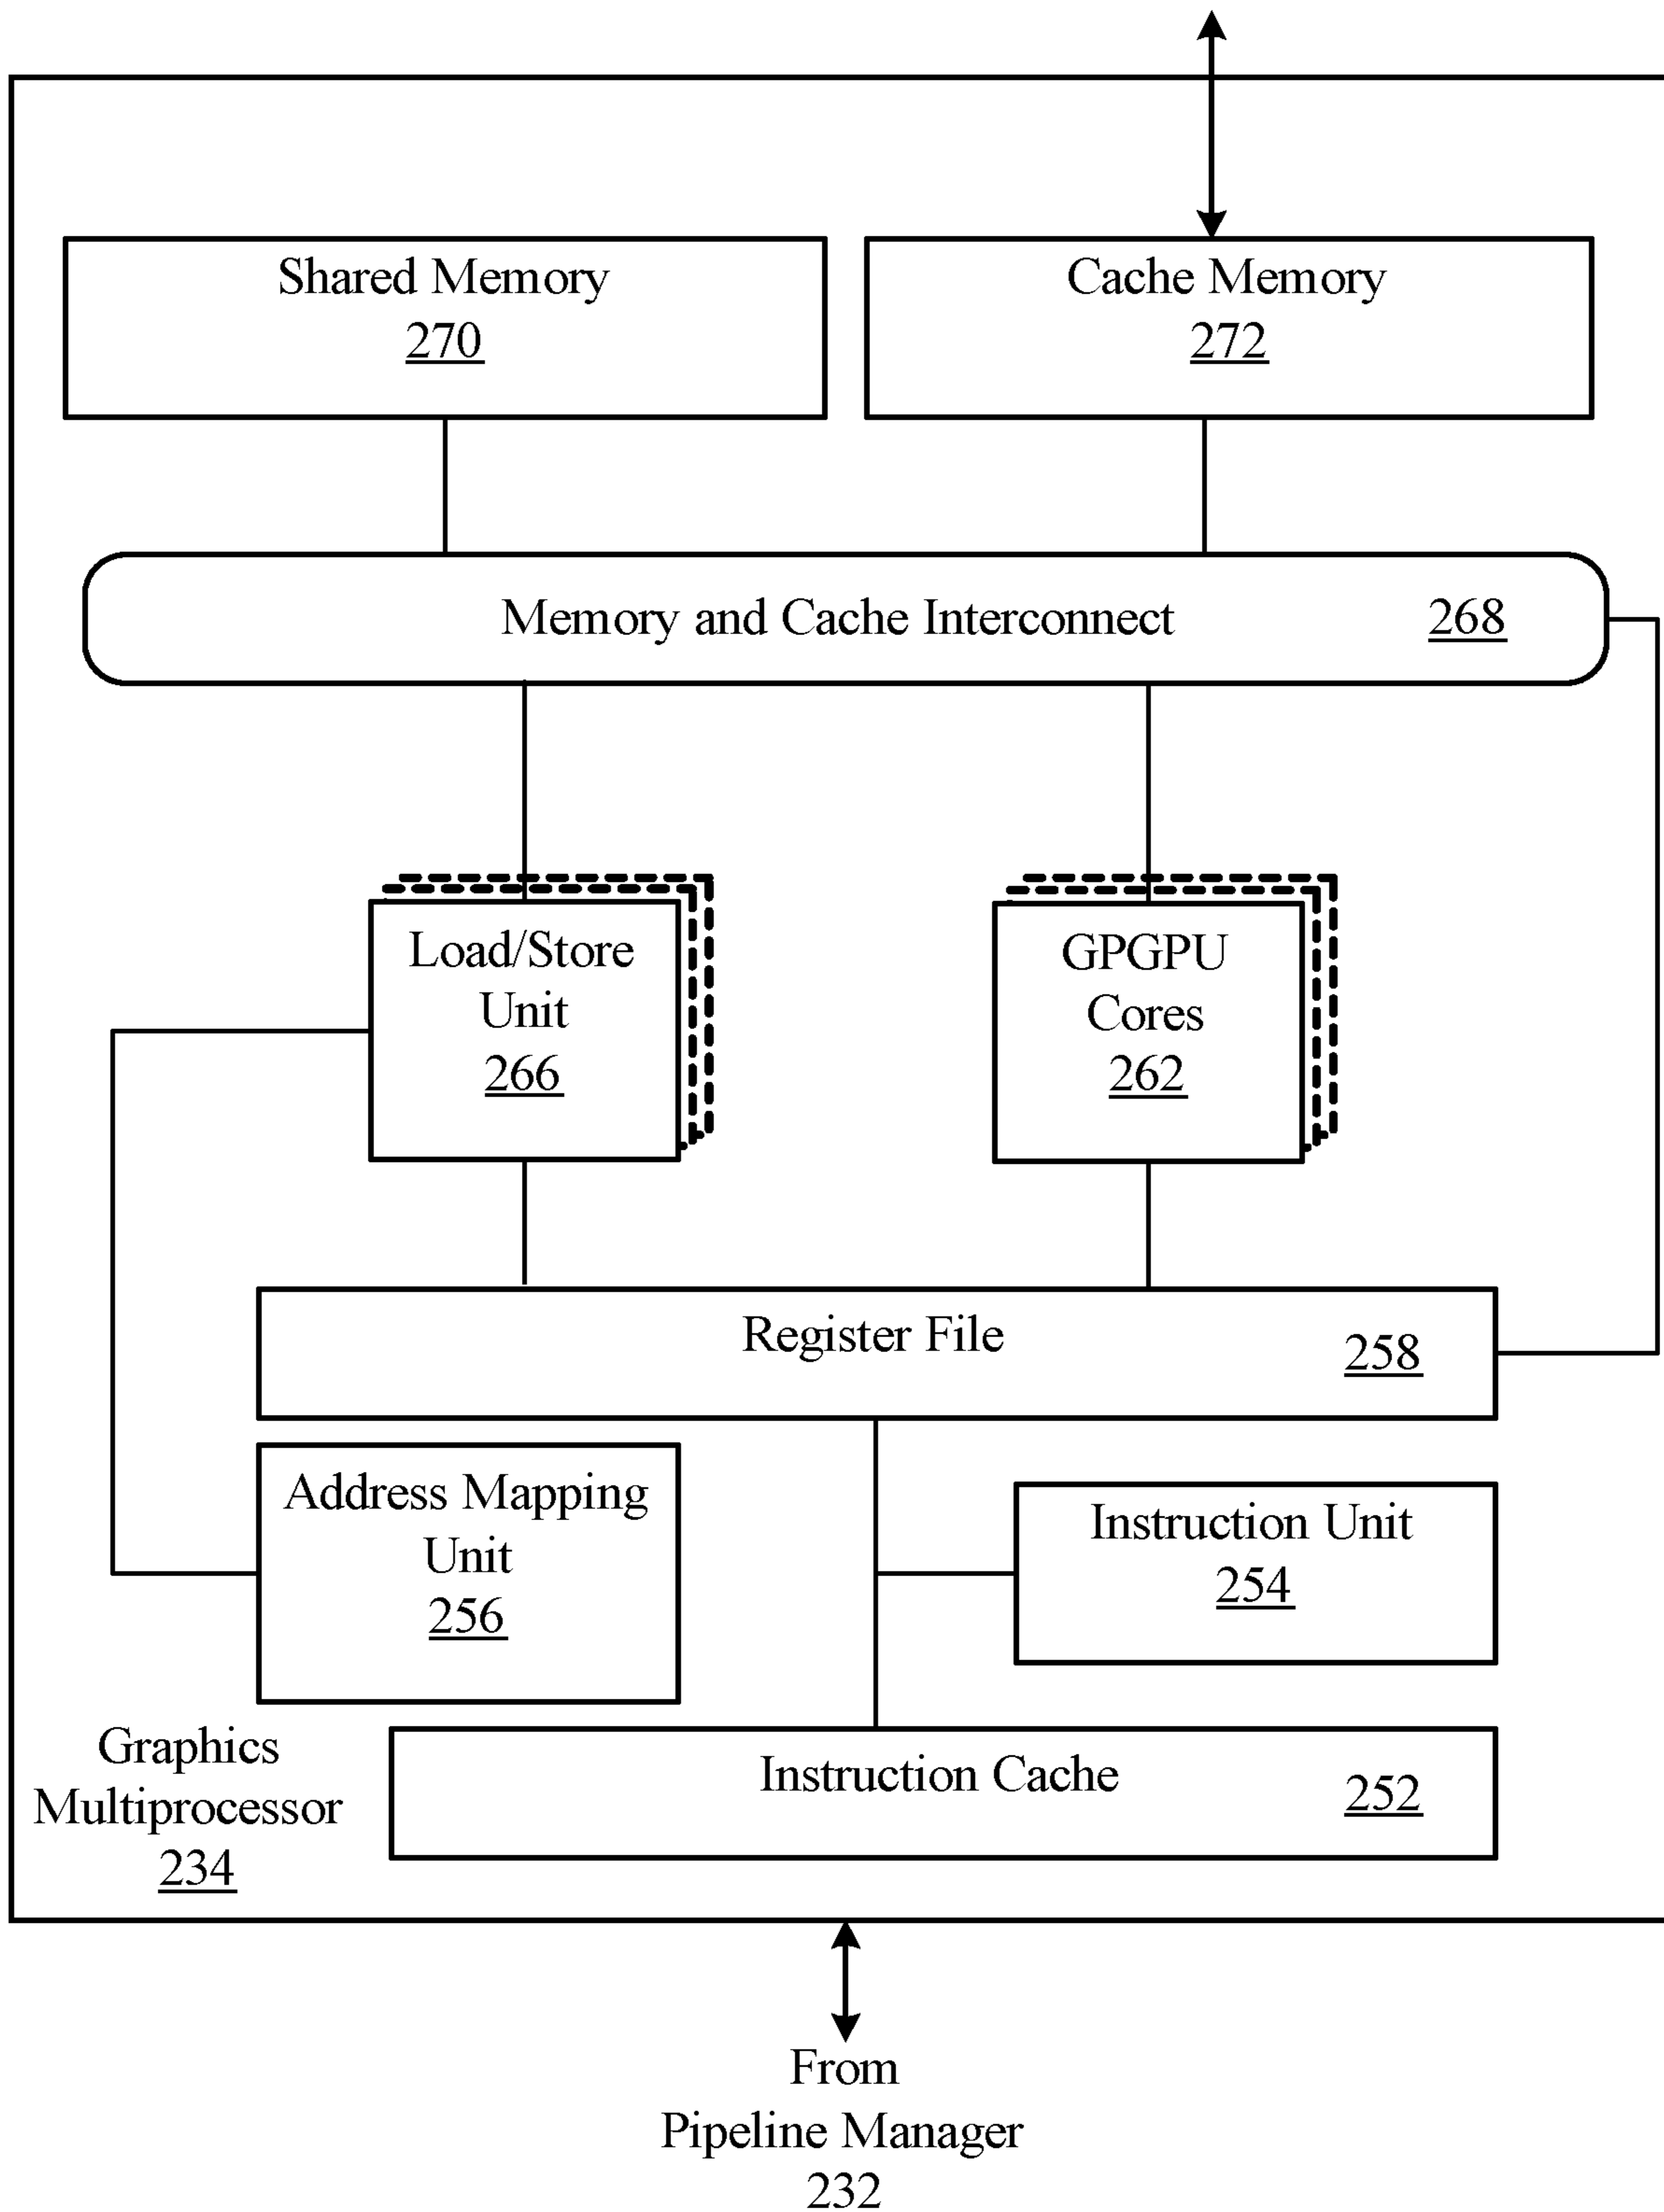 Shared Memory
270
Cache Memory
272
Memory and Cache Interconnect 268
Load/Store
Unit
266
GPGPU
Cores
262
Register File 258
Address Mapping
Unit
256
Instruction Unit
254
Graphics
Multiprocessor
234
Instruction Cache 252
From
Pipeline Manager
232